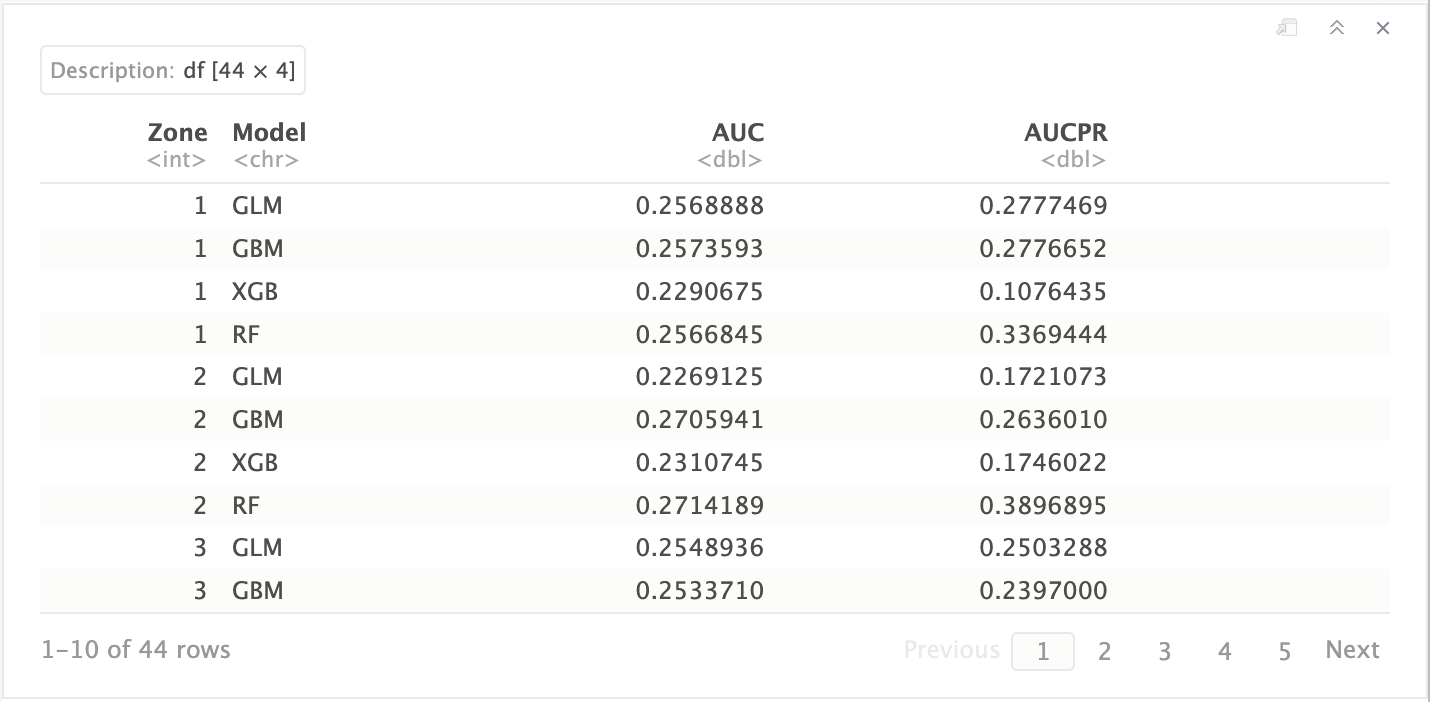 Description: df [44 × 4]
Zone Model AUC AUCPR
<int> <chr> <dbl> <dbl>
1 GLM 0.2568888 0.2777469
1 GBM 0.2573593 0.2776652
1 XGB 0.2290675 0.1076435
1 RF 0.2566845 0.3369444
2 GLM 0.2269125 0.1721073
2 GBM 0.2705941 0.2636010
2 XGB 0.2310745 0.1746022
2 RF 0.2714189 0.3896895
3 GLM 0.2548936 0.2503288
3 GBM 0.2533710 0.2397000
1–10 of 44 rows Previous 1 2 3 4 5 Next